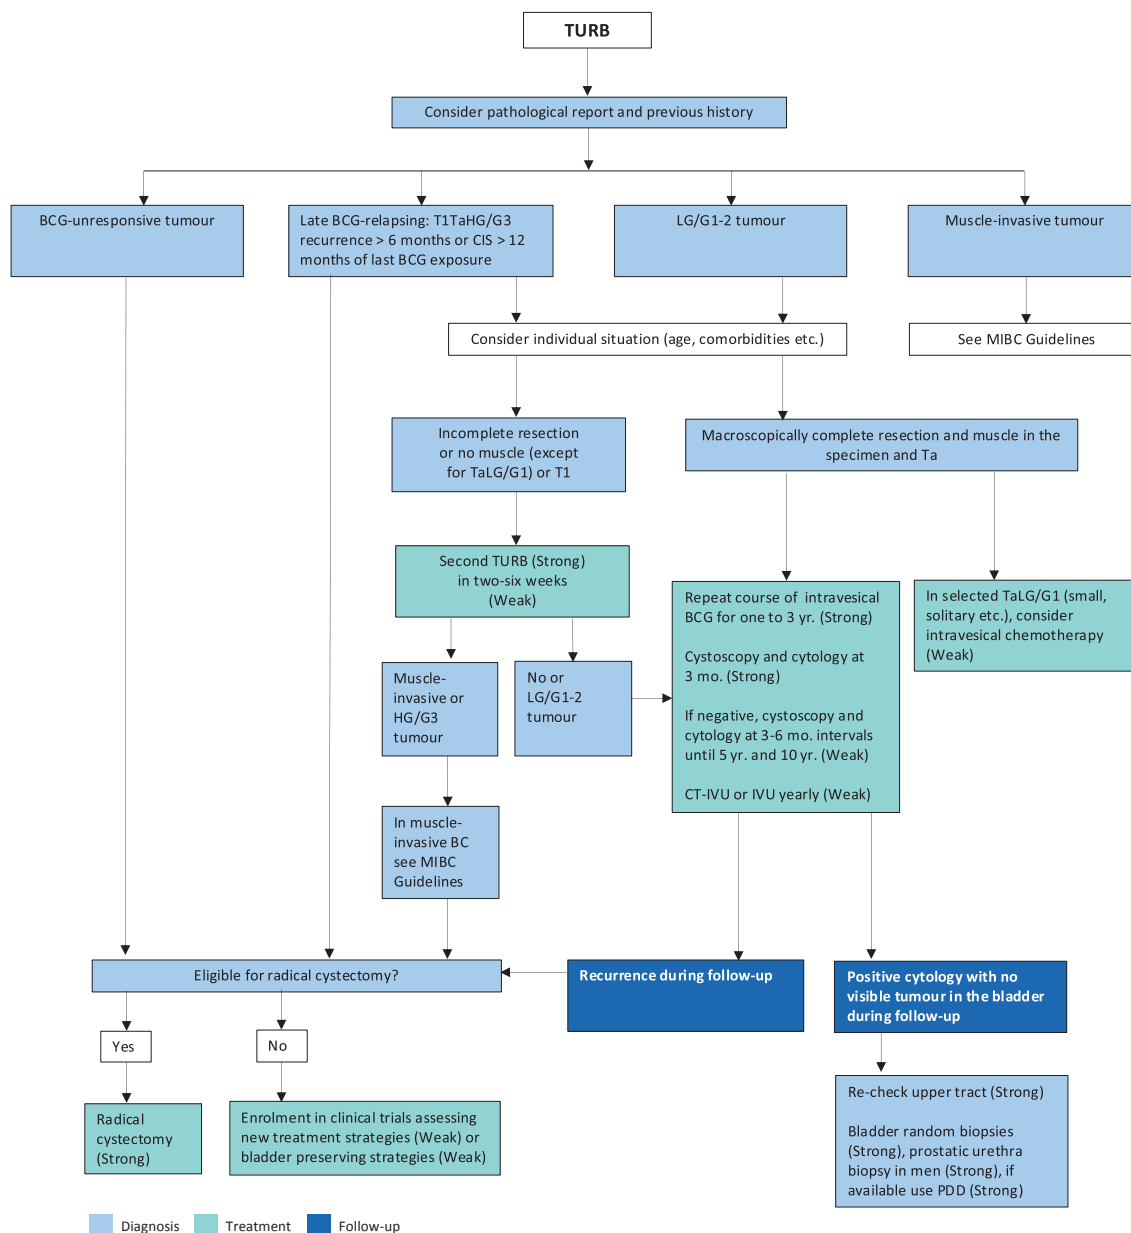 TURB
Consider pathological report and previous history
BCG-unresponsive tumour
Late BCG-relapsing: T1TaHG/G3
recurrence > 6 months or CIS > 12
months of last BCG exposure
LG/G1-2 tumour
Muscle-invasive tumour
Consider individual situation (age, comorbidities etc.)
See MIBC Guidelines
Incomplete resection
or no muscle (except
for TaLG/G1) or T1
Macroscopically complete resection and muscle in the
specimen and Ta
Second TURB (Strong)
in two-six weeks
(Weak)
Repeat course of intravesical
BCG for one to 3 yr. (Strong)
Cystoscopy and cytology at
3 mo. (Strong)
If negative, cystoscopy and
cytology at 3-6 mo. intervals
until 5 yr. and 10 yr. (Weak)
CT-IVU or IVU yearly (Weak)
In selected TaLG/G1 (small,
solitary etc.), consider
intravesical chemotherapy
(Weak)
Muscle-
invasive or
HG/G3
tumour
No or
LG/G1-2
tumour
In muscle-
invasive BC
see MIBC
Guidelines
Eligible for radical cystectomy?
Recurrence during follow-up
Positive cytology with no
visible tumour in the bladder
during follow-up
Yes
No
Radical
cystectomy
(Strong)
Enrolment in clinical trials assessing
new treatment strategies (Weak) or
bladder preserving strategies (Weak)
Re-check upper tract (Strong)
Bladder random biopsies
(Strong), prostatic urethra
biopsy in men (Strong), if
available use PDD (Strong)
Diagnosis
Treatment
Follow-up